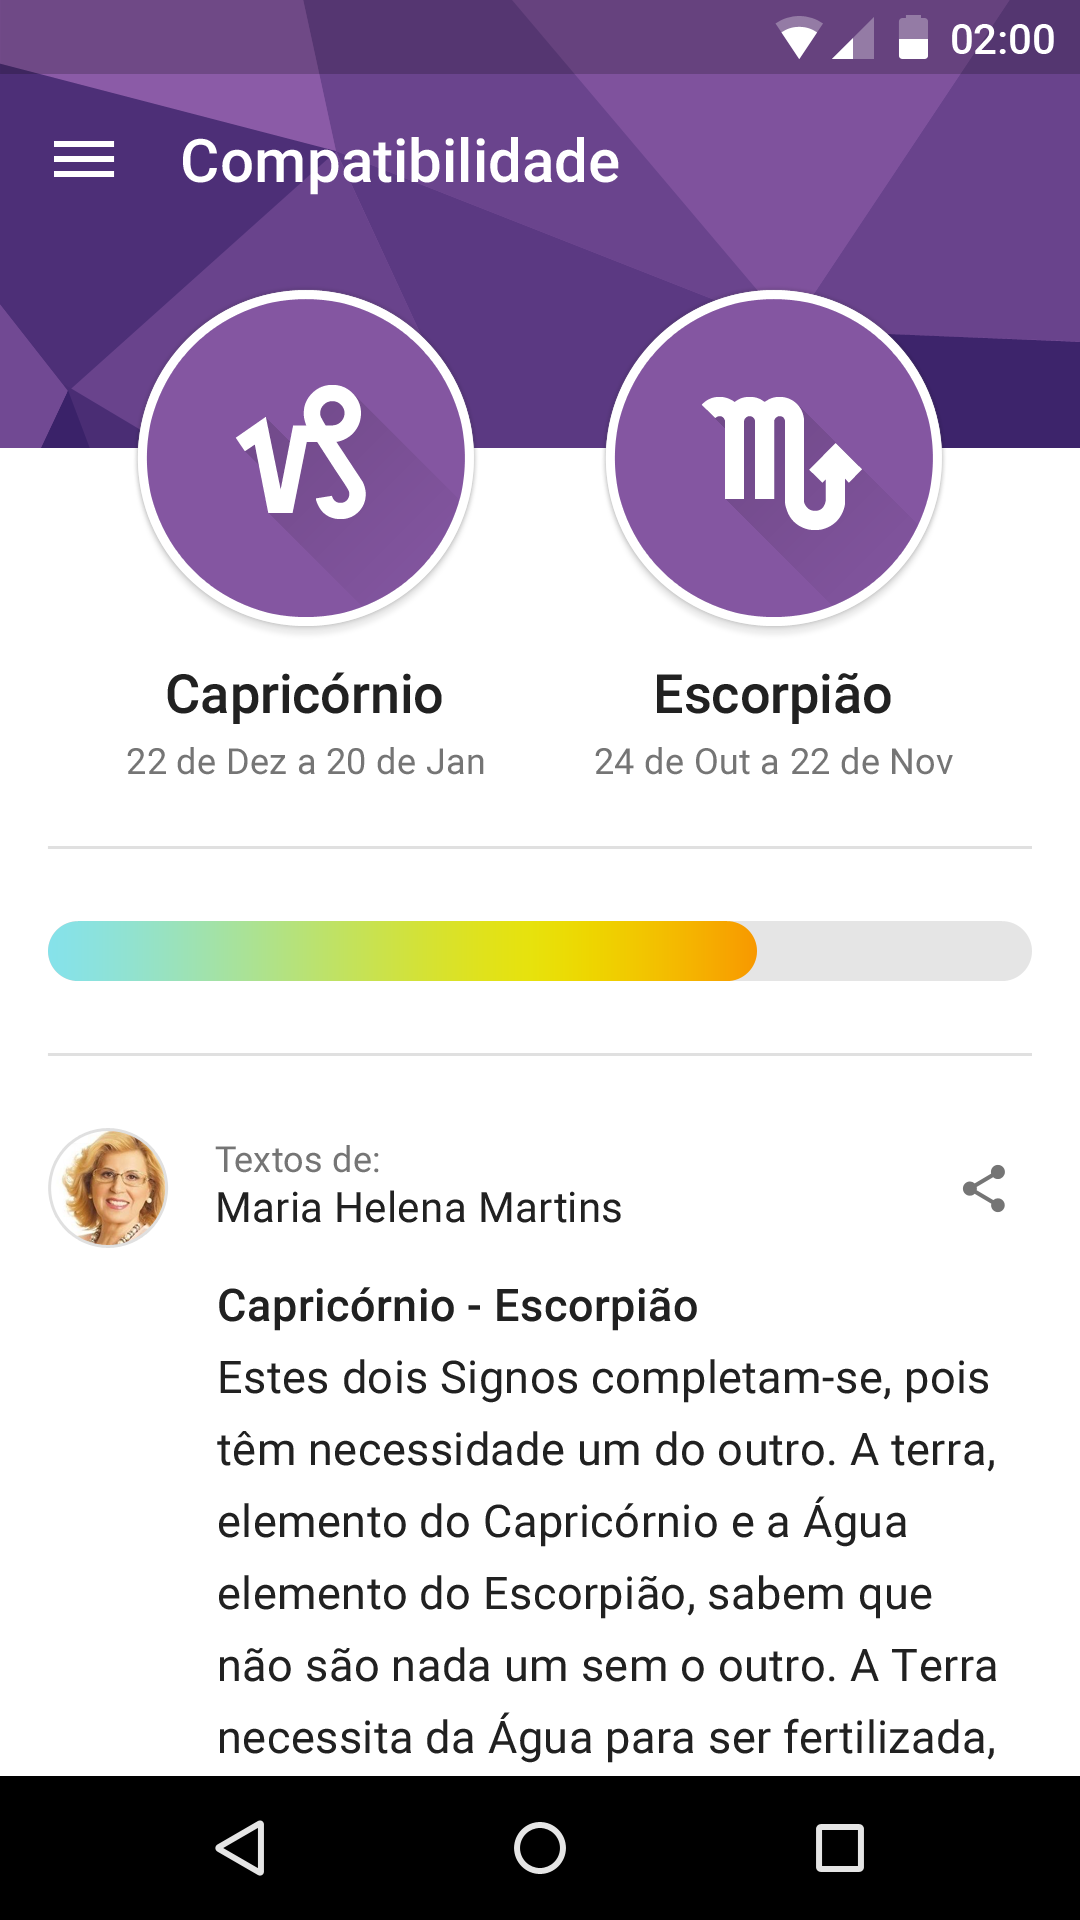 02:00
Compatibilidade
Capricórnio
Escorpião
22 de Dez a 20 de Jan
24 de Out a 22 de Nov
Textos de:
Maria Helena Martins
Capricórnio - Escorpião
Estes dois Signos completam-se, pois
têm necessidade um do outro. A terra,
elemento do Capricórnio e a Água
elemento do Escorpião, sabem que
não são nada um sem o outro. A Terra
necessita da Água para ser fertilizada,